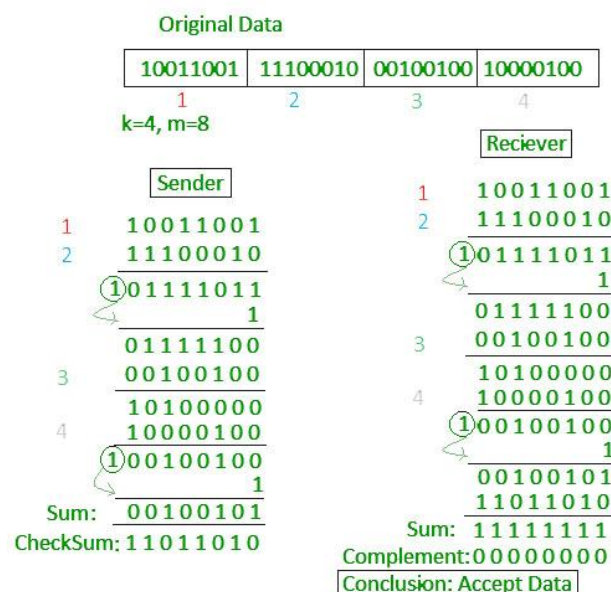 Original Data
10011001 11100010 00100100 10000100
1 2 3 4
k=4, m=8
Sender
1 10011001
2 11100010
1 01111011
1
01111100
3 00100100
10100000
4 10000100
1 00100100
1
Sum: 00100101
CheckSum: 11011010
Reciever
1 10011001
2 11100010
1 01111011
1
01111100
3 00100100
10100000
4 10000100
1 00100100
1
00100101
11011010
Sum: 11111111
Complement: 00000000
Conclusion: Accept Data